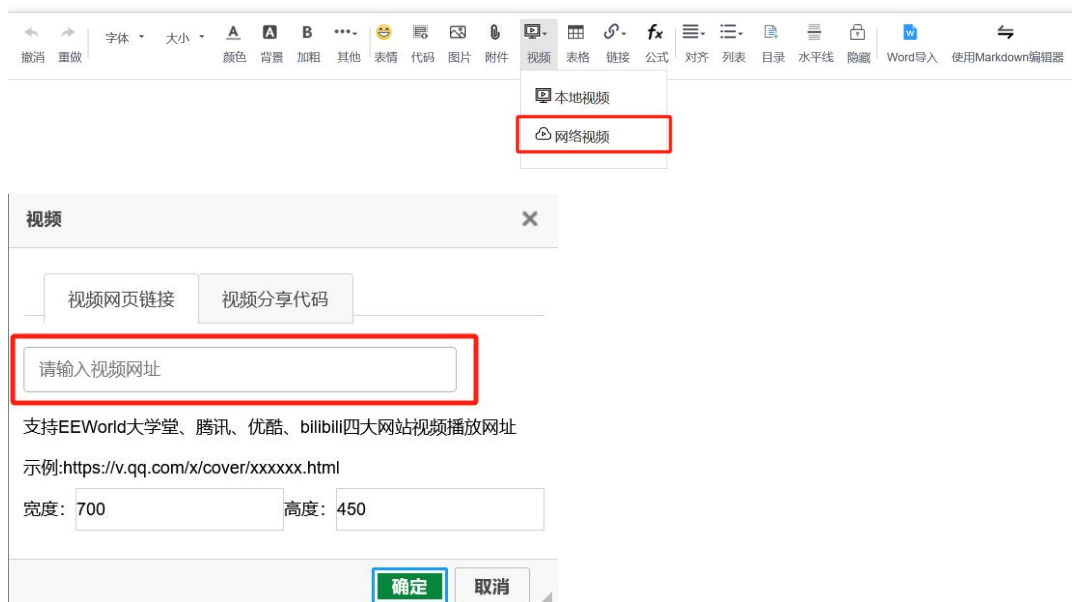 撤消 重做 字体 大小 颜色 背景 加粗 其他 表情 代码 图片 附件 视频 表格 链接 公式 对齐 列表 目录 水平线 隐藏 Word导入 使用Markdown编辑器
本地视频
网络视频
视频
视频网页链接 视频分享代码
请输入视频网址
支持EEWorld大学堂、腾讯、优酷、bilibili四大网站视频播放网址
示例:https://v.qq.com/x/cover/xxxxxx.html
宽度: 700 高度: 450
确定 取消